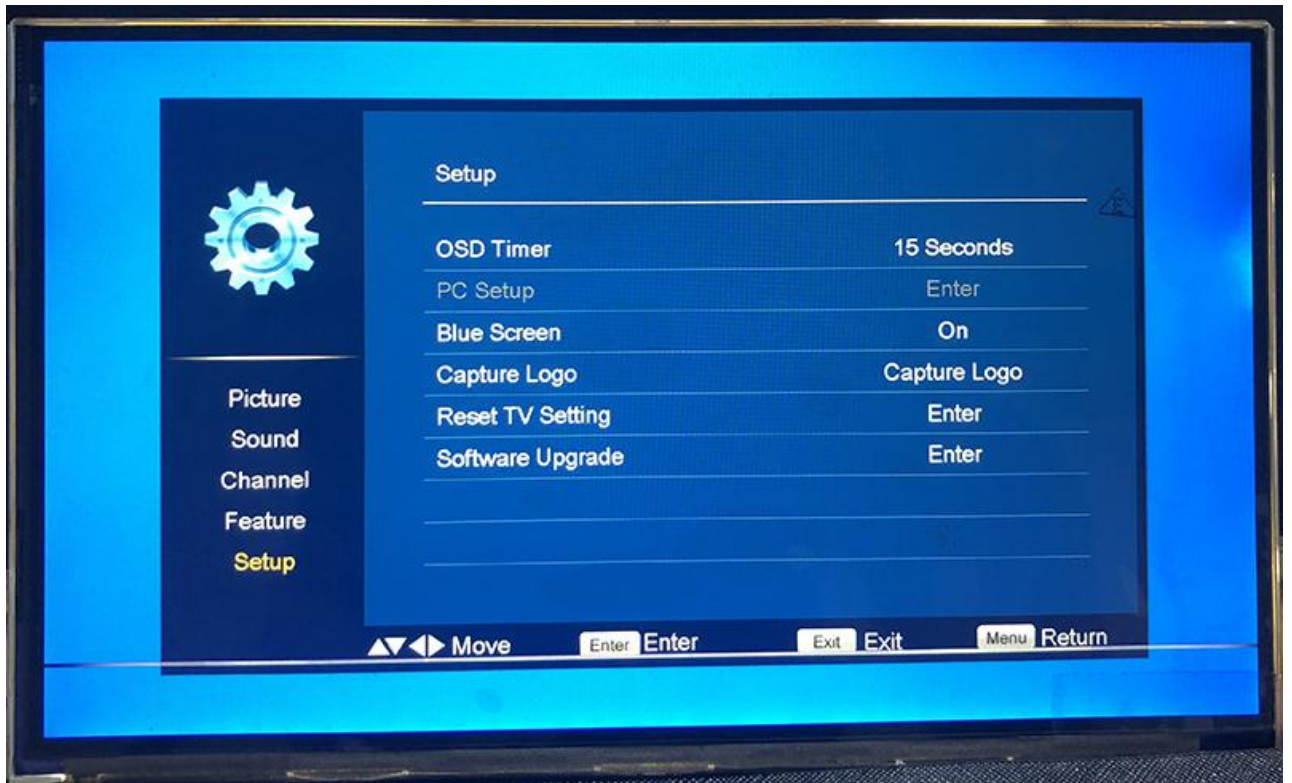 Setup
OSD Timer 15 Seconds
PC Setup Enter
Blue Screen On
Capture Logo Capture Logo
Reset TV Setting Enter
Software Upgrade Enter
Picture
Sound
Channel
Feature
Setup
Move Enter Enter Exit Exit Menu Return